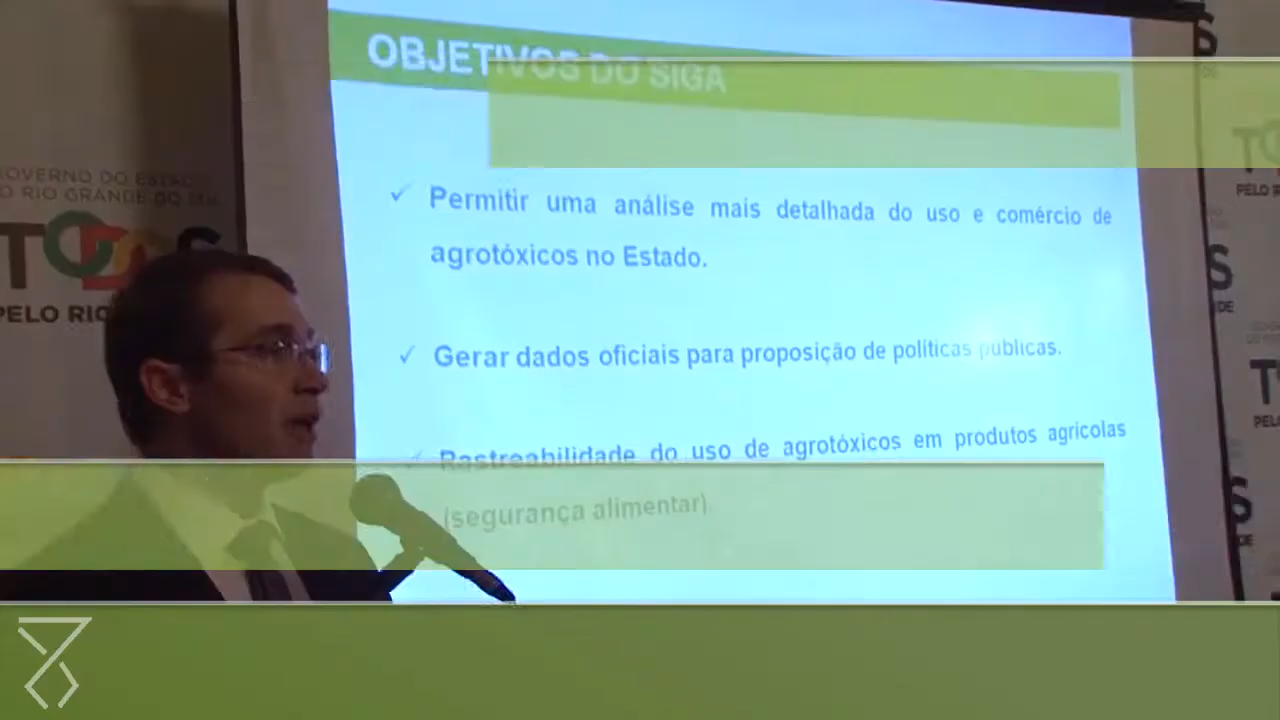 OBJETIVOS DO SIGA
✓ Permitir uma análise mais detalhada do uso e comércio de
agrotóxicos no Estado.
✓ Gerar dados oficiais para proposição de políticas públicas.
✓ Rastreabilidade do uso de agrotóxicos em produtos agrícolas
(segurança alimentar).
GOVERNO DO ESTADO
DO RIO GRANDE DO SUL
TODOS
PELO RIO
PELO R